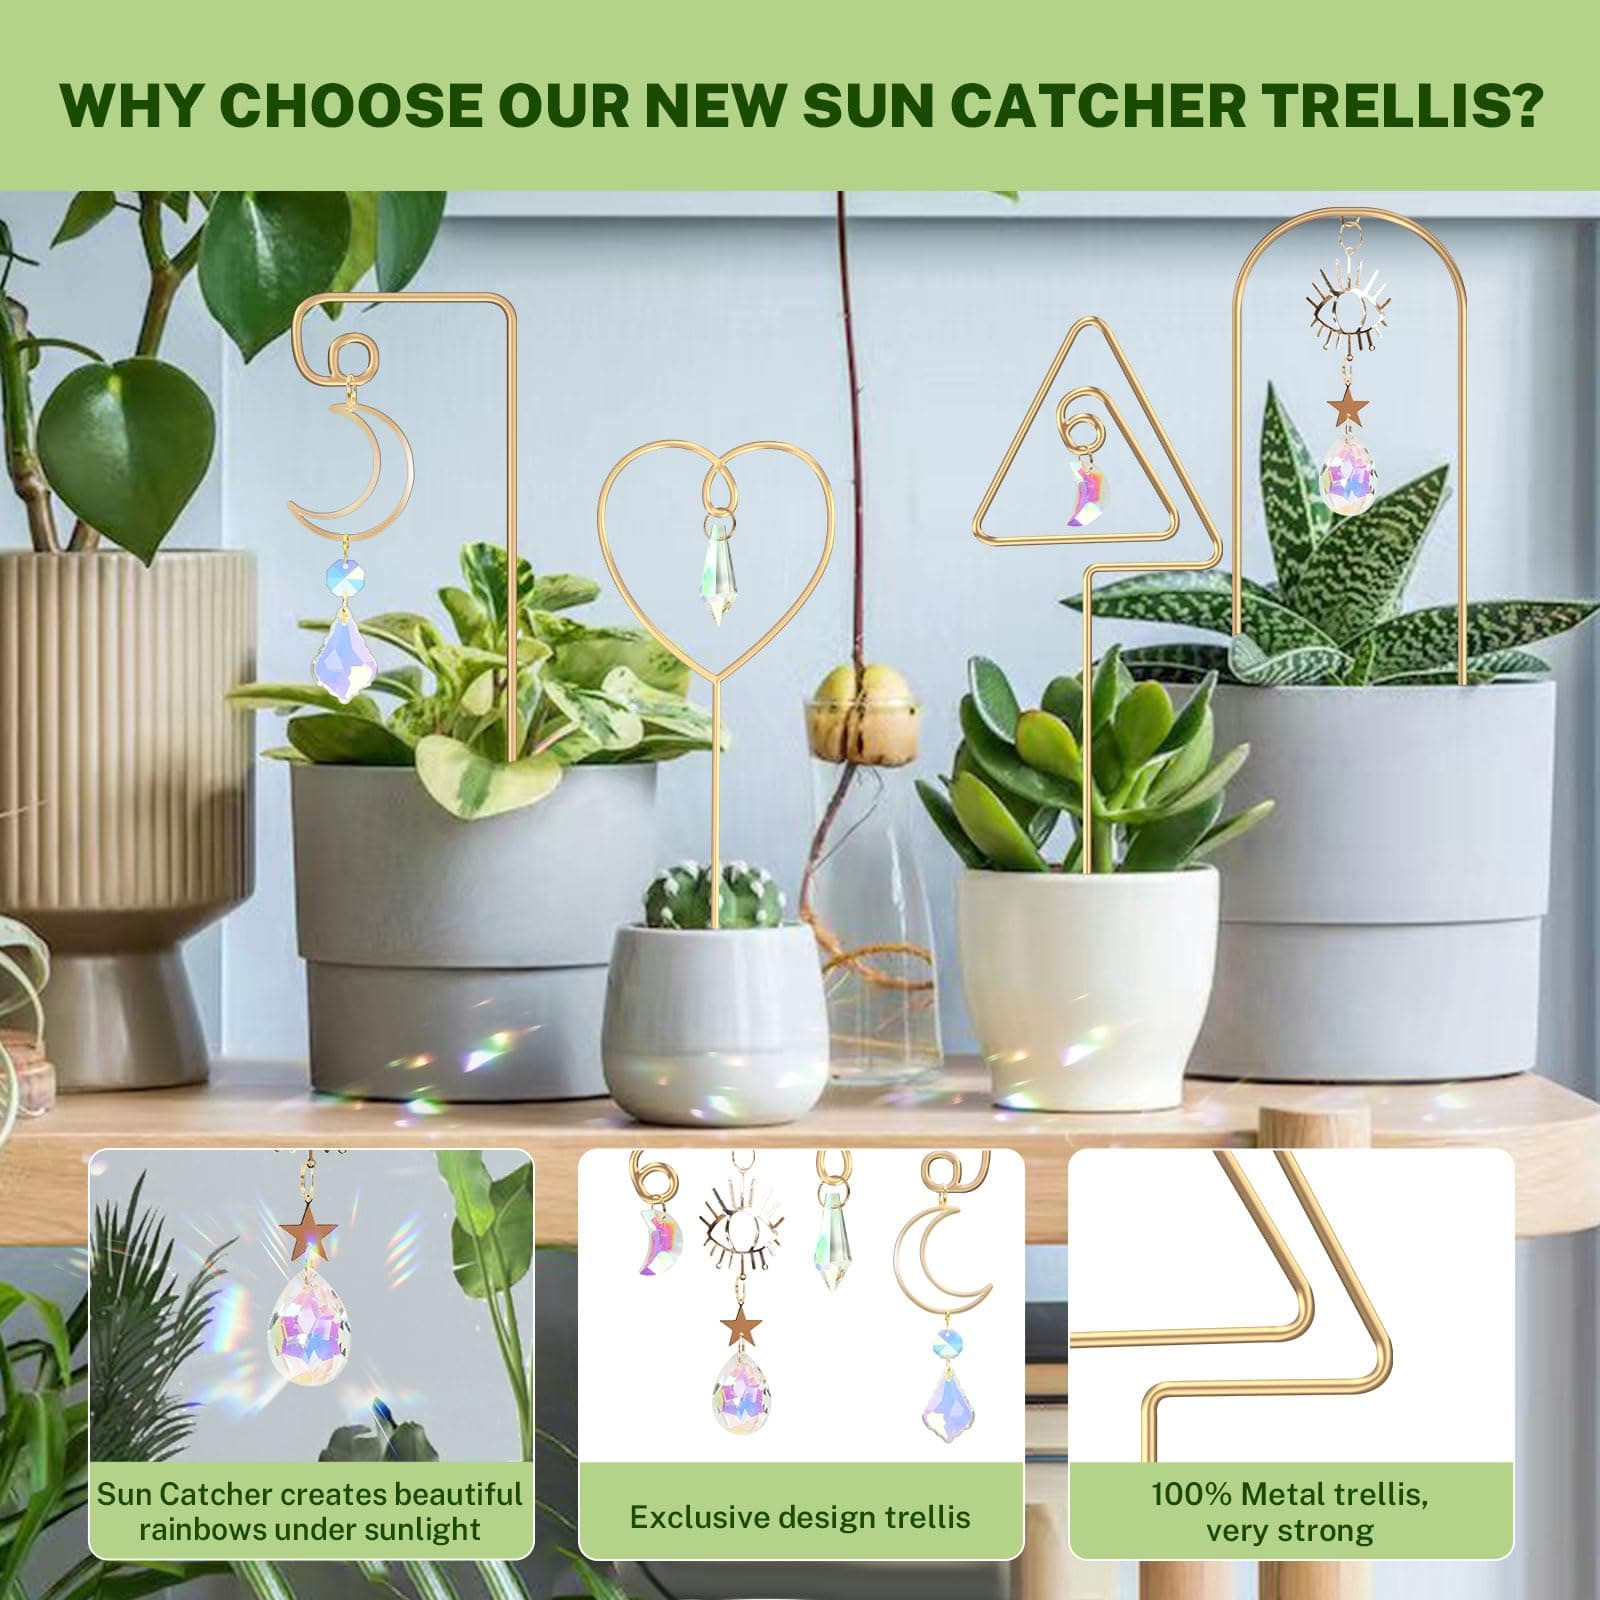 WHY CHOOSE OUR NEW SUN CATCHER TRELLIS?
Sun Catcher creates beautiful
rainbows under sunlight
Exclusive design trellis
100% Metal trellis,
very strong